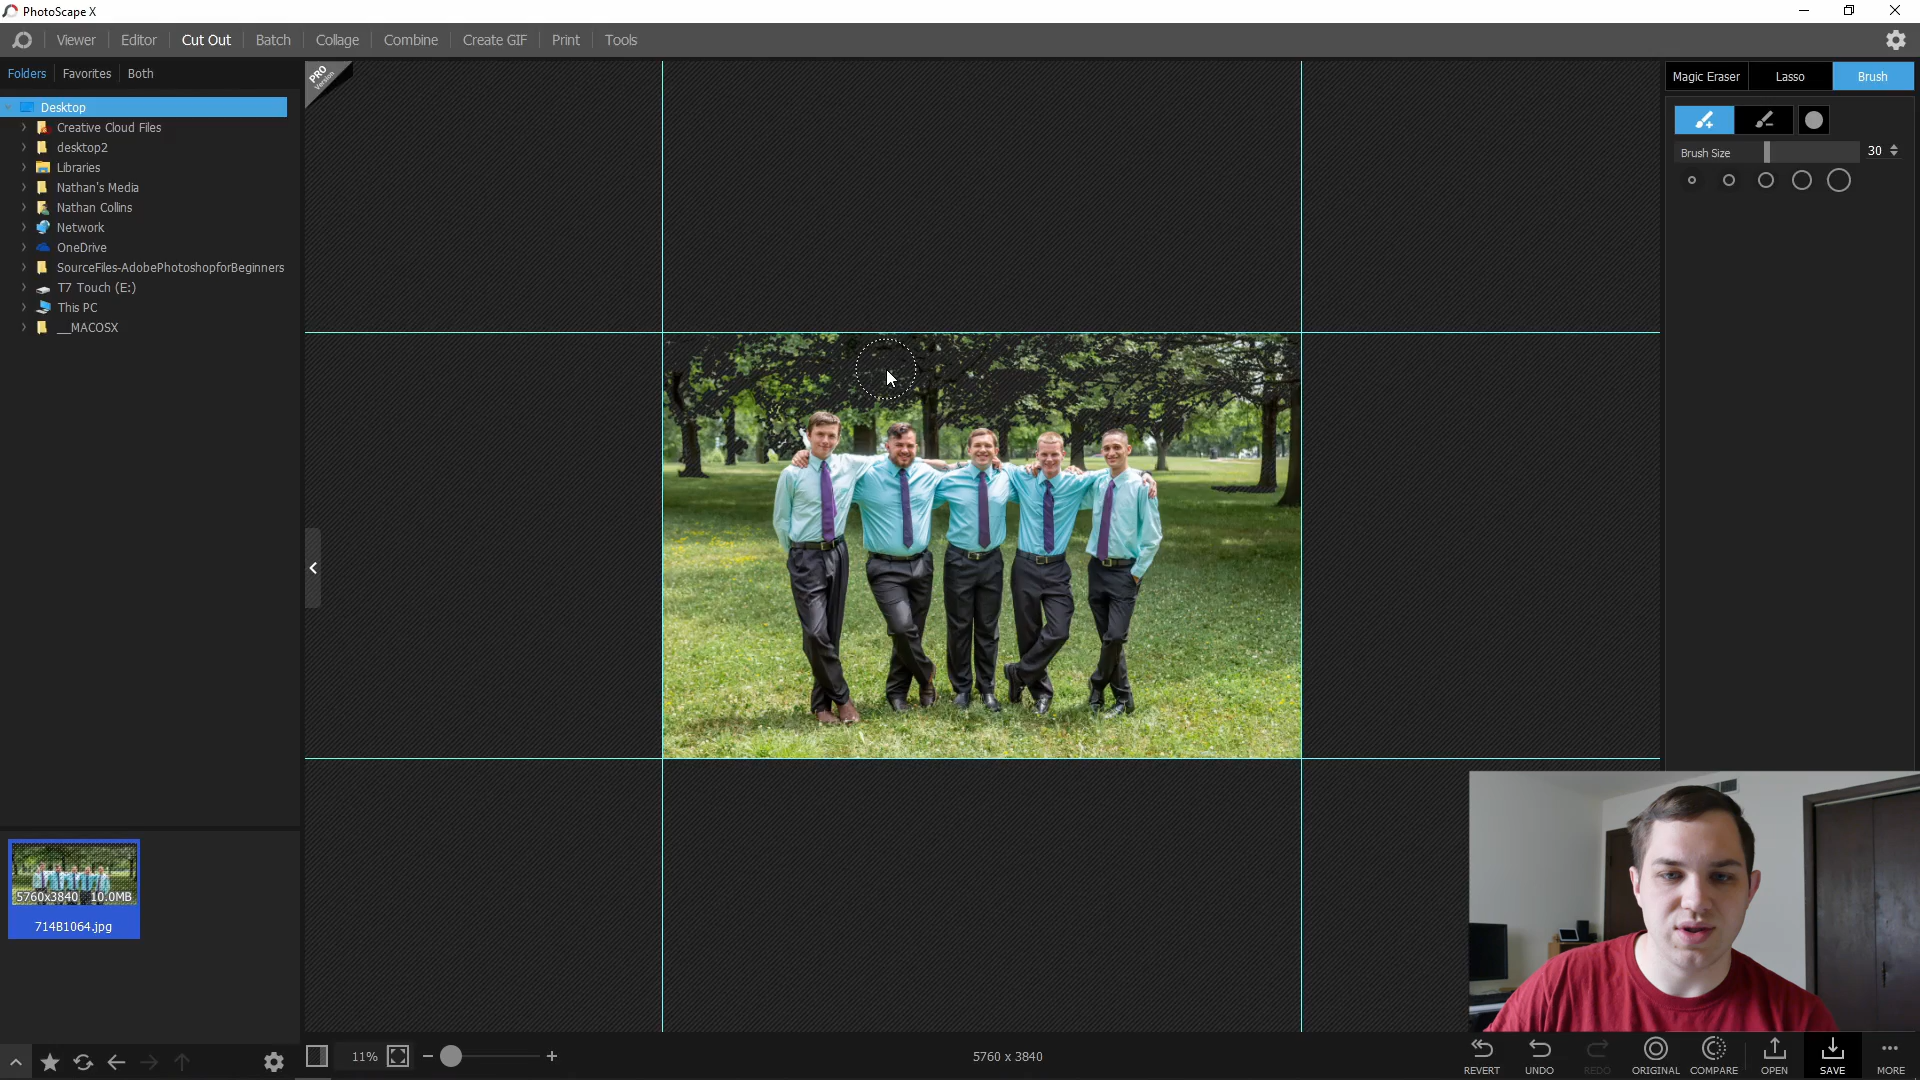 PhotoScape X
Viewer Editor Cut Out Batch Collage Combine Create GIF Print Tools
Folders Favorites Both
PRO
Version
Magic Eraser Lasso Brush
Desktop
Creative Cloud Files
desktop2
Libraries
Nathan's Media
Nathan Collins
Network
OneDrive
SourceFiles-AdobePhotoshopforBeginners
T7 Touch (E:)
This PC
__MACOSX
Brush Size 30
5760x3840 10.0MB
714B1064.jpg
11%
5760 x 3840
REVERT UNDO REDO ORIGINAL COMPARE OPEN SAVE MORE